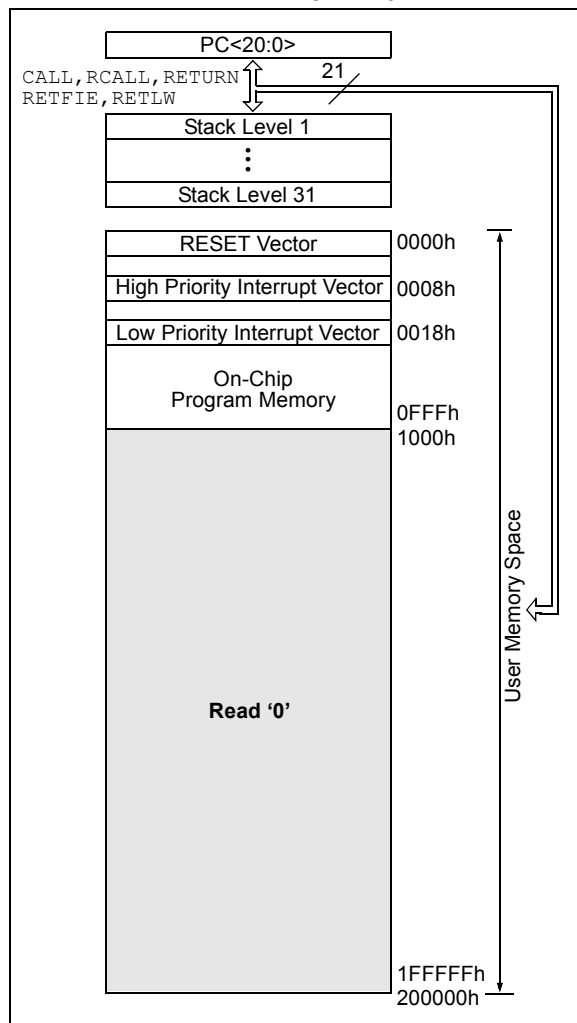 PC<20:0>
CALL,RCALL,RETURN
21
RETFIE,RETLW
Stack Level 1
Stack Level 31
RESET Vector
0000h
High Priority Interrupt Vector
0008h
Low Priority Interrupt Vector
0018h
On-Chip
Program Memory
0FFFh
1000h
User Memory Space
Read ‘0’
1FFFFFh
200000h